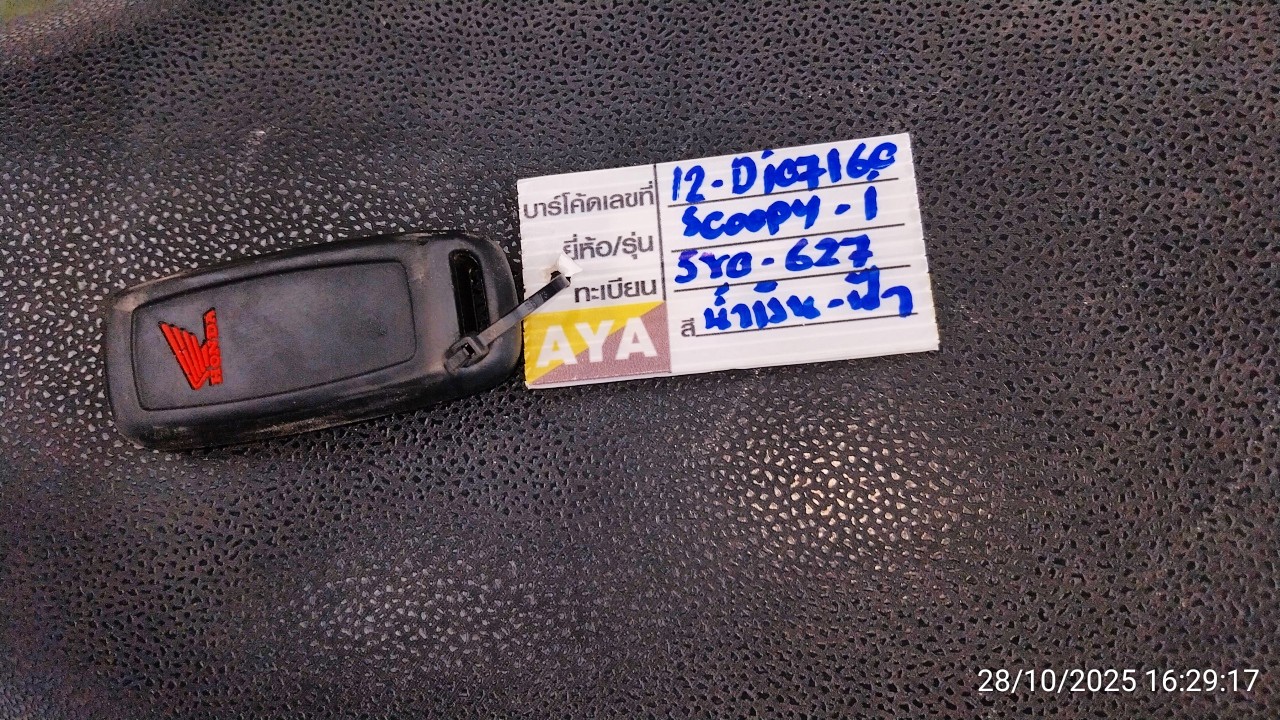 HONDA
บาร์โค้ดเลขที่ 12-D107160
ยี่ห้อ/รุ่น Scoopy-i
ทะเบียน 5ขอ-627
สี น้ำเงิน-ฟ้า
AYA
28/10/2025 16:29:17